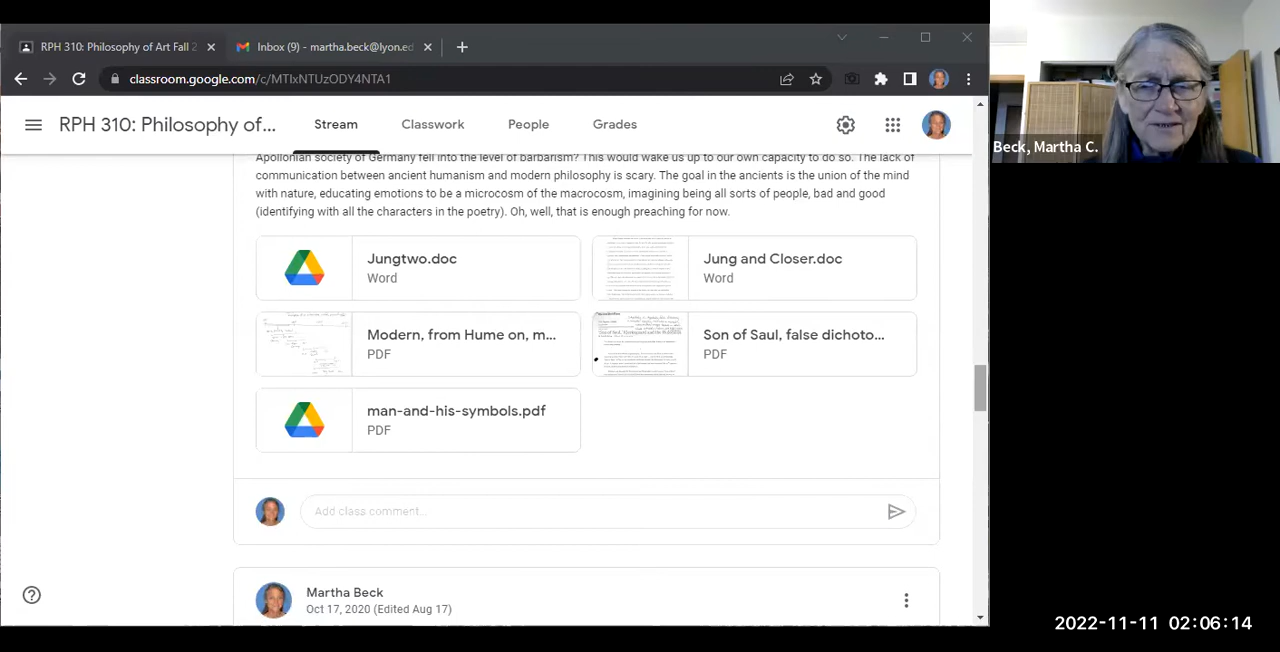 RPH 310: Philosophy of Art Fall 2
Inbox (9) - martha.beck@lyon.ed
classroom.google.com/c/MTIxNTUzODY4NTA1
RPH 310: Philosophy of...
Stream
Classwork
People
Grades
Beck, Martha C.
Apollonian society of Germany fell into the level of barbarism? This would wake us up to our own capacity to do so. The lack of
communication between ancient humanism and modern philosophy is scary. The goal in the ancients is the union of the mind
with nature, educating emotions to be a microcosm of the macrocosm, imagining being all sorts of people, bad and good
(identifying with all the characters in the poetry). Oh, well, that is enough preaching for now.
Jungtwo.doc
Word
Jung and Closer.doc
Word
Modern, from Hume on, m...
PDF
Son of Saul, false dichoto...
PDF
man-and-his-symbols.pdf
PDF
Add class comment...
Martha Beck
Oct 17, 2020 (Edited Aug 17)
2022-11-11 02:06:14